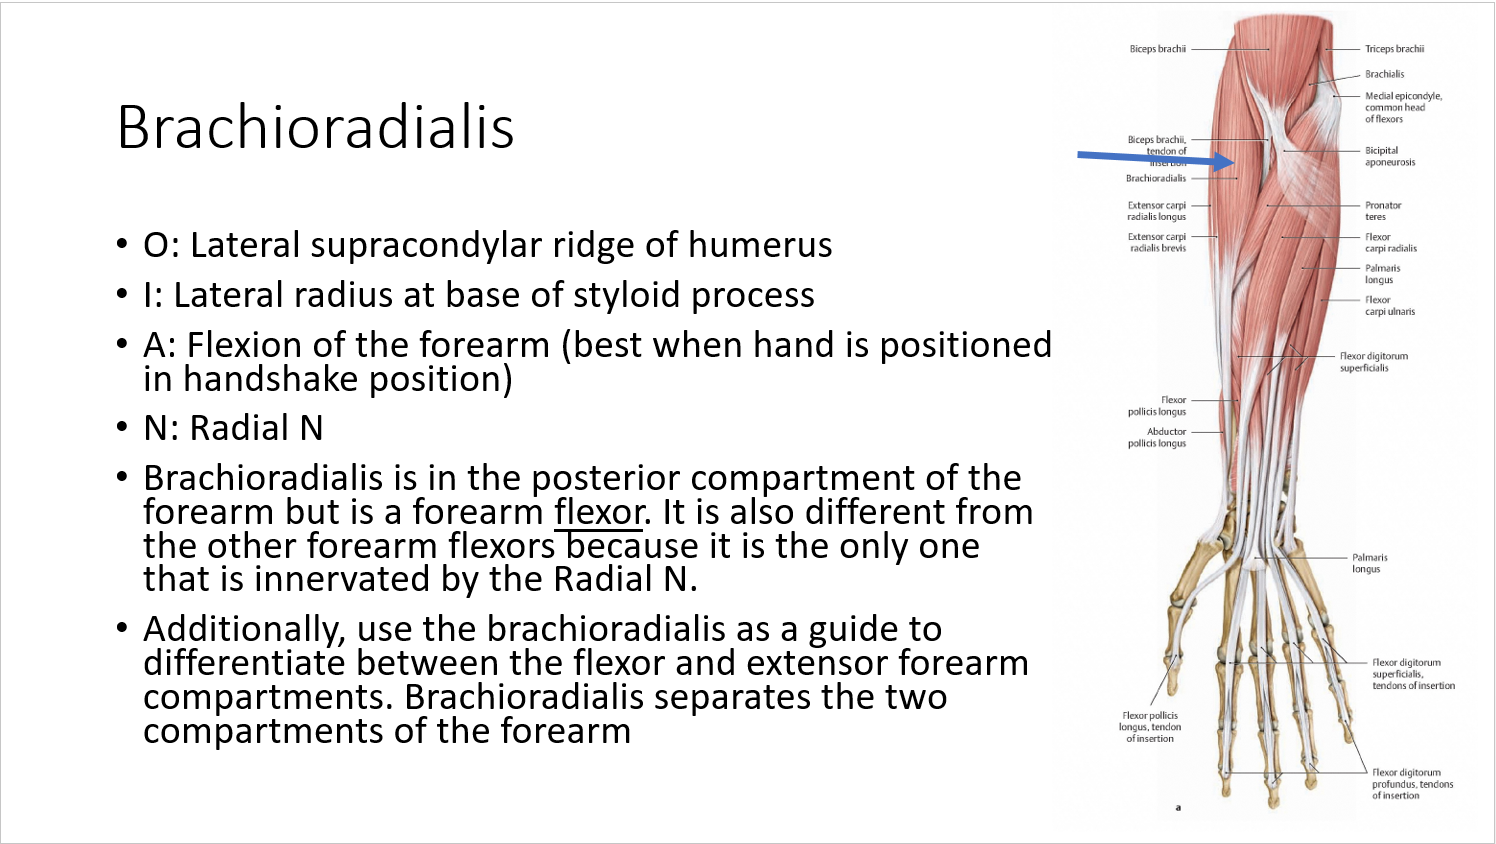 Brachioradialis
• O: Lateral supracondylar ridge of humerus
• I: Lateral radius at base of styloid process
• A: Flexion of the forearm (best when hand is positioned
in handshake position)
• N: Radial N
• Brachioradialis is in the posterior compartment of the
forearm but is a forearm flexor. It is also different from
the other forearm flexors because it is the only one
that is innervated by the Radial N.
• Additionally, use the brachioradialis as a guide to
differentiate between the flexor and extensor forearm
compartments. Brachioradialis separates the two
compartments of the forearm
Biceps brachii
Biceps brachii,
tendon of
insertion
Brachioradialis
Extensor carpi
radialis longus
Extensor carpi
radialis brevis
Flexor
pollicis longus
Abductor
pollicis longus
Flexor pollicis
longus, tendon
of insertion
Triceps brachii
Brachialis
Medial epicondyle,
common head
of flexors
Bicipital
aponeurosis
Pronator
teres
Flexor
carpi radialis
Palmaris
longus
Flexor
carpi ulnaris
Flexor digitorum
superficialis
Palmaris
longus
Flexor digitorum
superficialis,
tendons of insertion
Flexor digitorum
profundus, tendons
of insertion
a